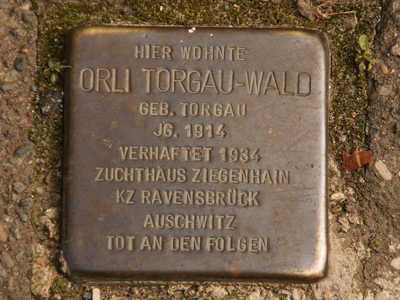 HIER WOHNTE
ORLI TORGAU-WALD
GEB. TORGAU
JG. 1914
VERHAFTET 1934
ZUCHTHAUS ZIEGENHAIN
KZ RAVENSBRÜCK
AUSCHWITZ
TOT AN DEN FOLGEN